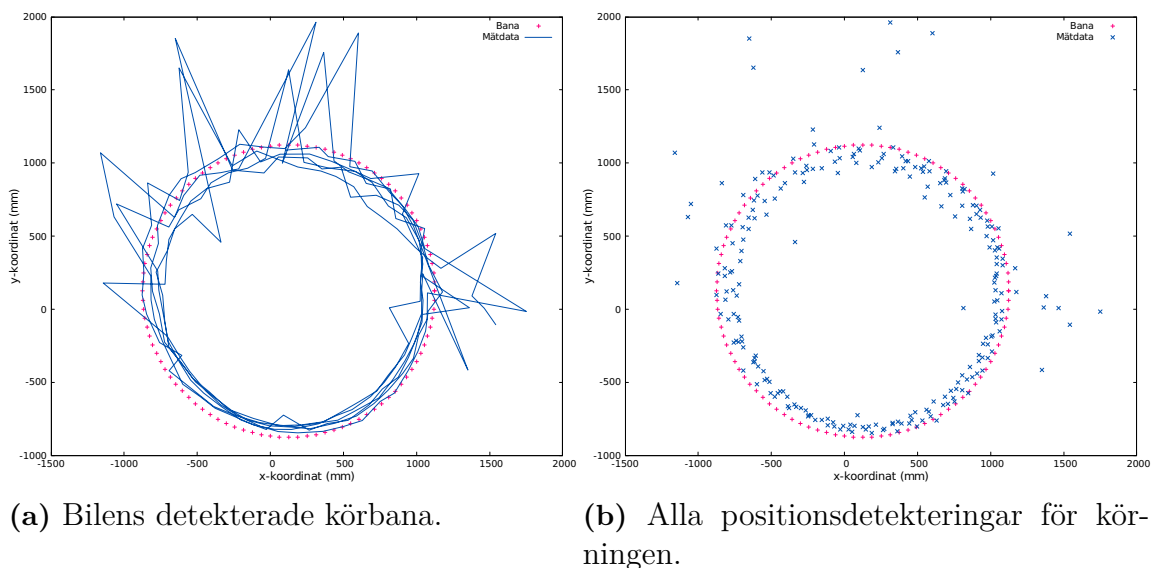 2000
1500
1000
500
0
-500
-1000
-1500 -1000 -500 0 500 1000 1500 2000
y-koordinat (mm)
x-koordinat (mm)
Bana
Mätdata
(a) Bilens detekterade körbana.
2000
1500
1000
500
0
-500
-1000
-1500 -1000 -500 0 500 1000 1500 2000
y-koordinat (mm)
x-koordinat (mm)
Bana
Mätdata
(b) Alla positionsdetekteringar för kör-
ningen.